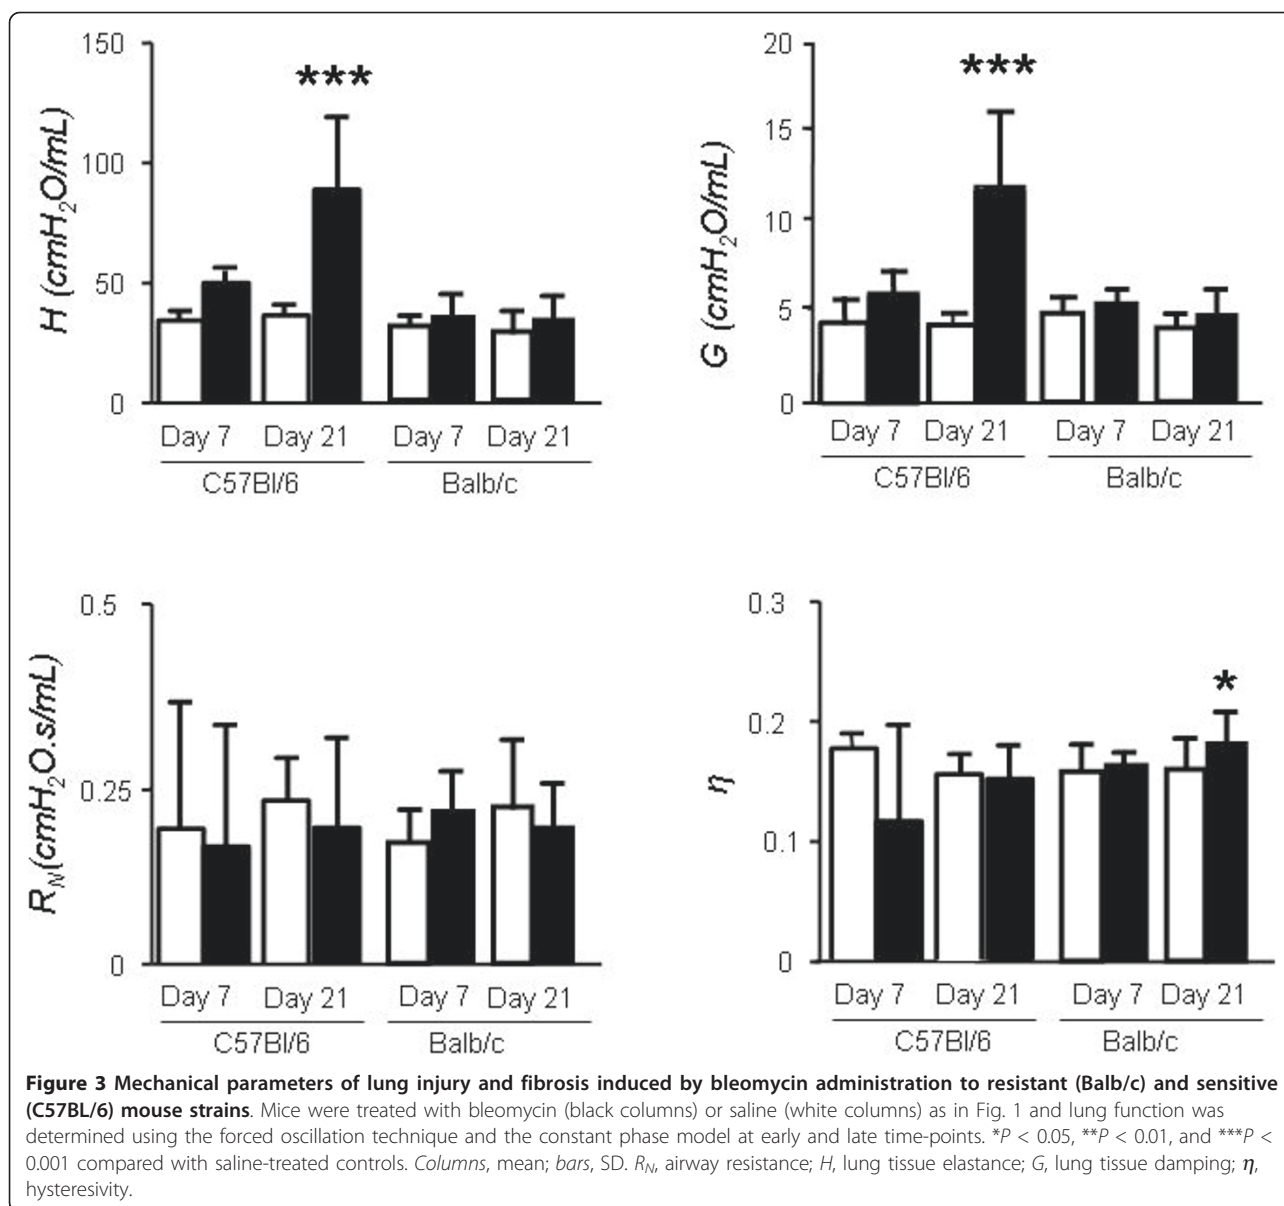 150
100
50
0
H (cmH2O/mL)
***
Day 7 Day 21 Day 7 Day 21
C57Bl/6 Balb/c
20
15
10
5
0
G (cmH2O/mL)
***
Day 7 Day 21 Day 7 Day 21
C57Bl/6 Balb/c
0.5
0.25
0
RN(cmH2O.s/mL)
Day 7 Day 21 Day 7 Day 21
C57Bl/6 Balb/c
0.3
0.2
0.1
0
η
*
Day 7 Day 21 Day 7 Day 21
C57Bl/6 Balb/c
Figure 3 Mechanical parameters of lung injury and fibrosis induced by bleomycin administration to resistant (Balb/c) and sensitive
(C57BL/6) mouse strains. Mice were treated with bleomycin (black columns) or saline (white columns) as in Fig. 1 and lung function was
determined using the forced oscillation technique and the constant phase model at early and late time-points. *P < 0.05, **P < 0.01, and ***P <
0.001 compared with saline-treated controls. Columns, mean; bars, SD. RN, airway resistance; H, lung tissue elastance; G, lung tissue damping; η,
hysteresivity.